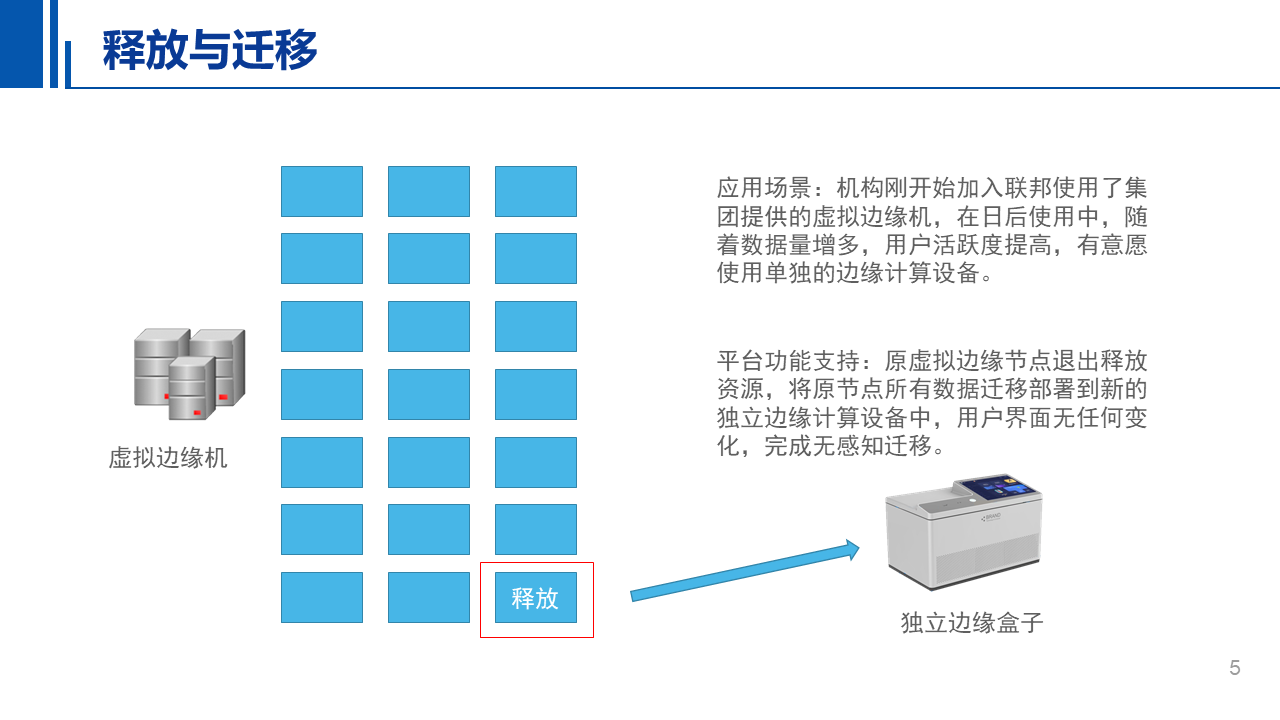 释放与迁移
应用场景：机构刚开始加入联邦使用了集
团提供的虚拟边缘机，在日后使用中，随
着数据量增多，用户活跃度提高，有意愿
使用单独的边缘计算设备。
平台功能支持：原虚拟边缘节点退出释放
资源，将原节点所有数据迁移部署到新的
独立边缘计算设备中，用户界面无任何变
化，完成无感知迁移。
虚拟边缘机
释放
BRAND
独立边缘盒子
5